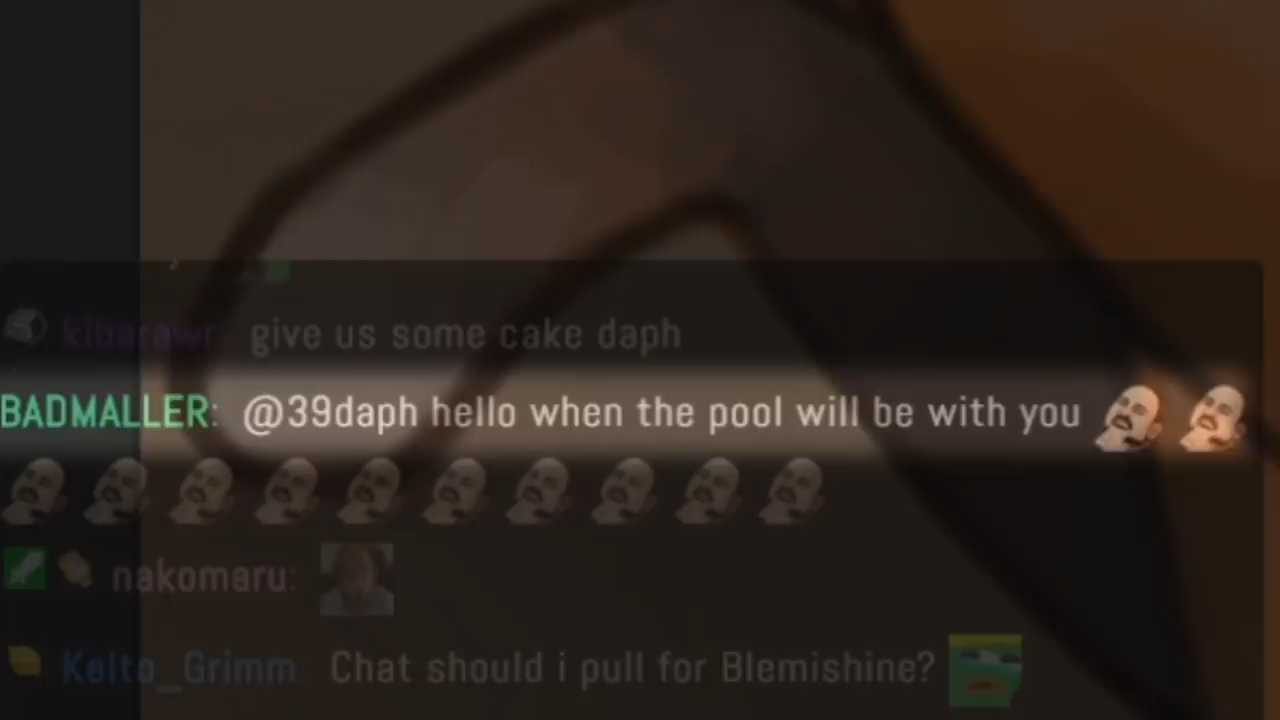 kibarawr: give us some cake daph
BADMALLER: @39daph hello when the pool will be with you
nakomaru:
Kelto_Grimm: Chat should i pull for Blemishine?